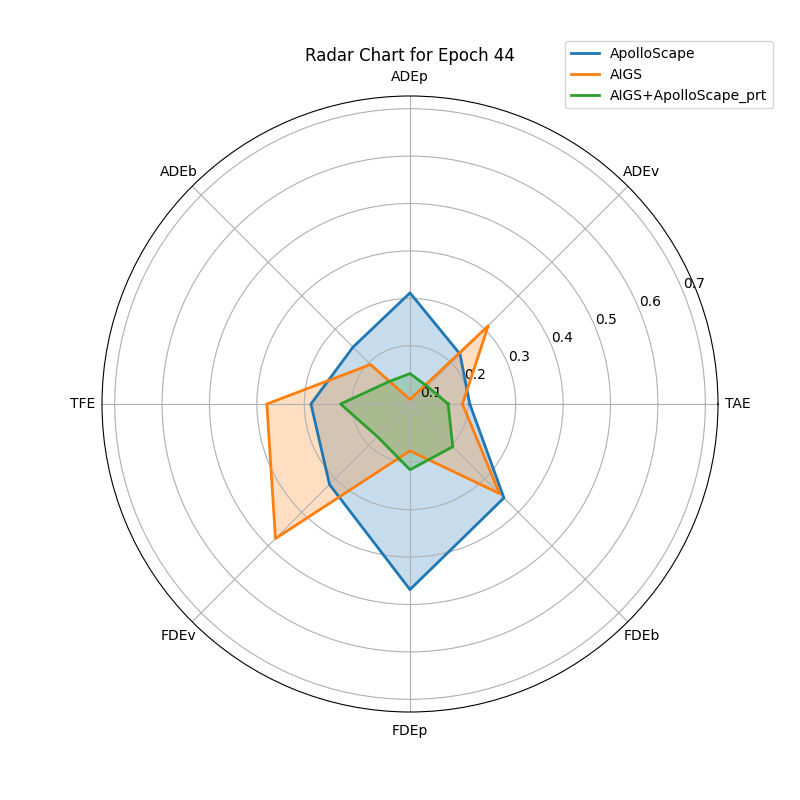 Radar Chart for Epoch 44
ApolloScape
AIGS
AIGS+ApolloScape_prt
ADEp
ADEb
ADEv
0.7
0.6
0.5
0.4
0.3
0.2
0.1
TFE
TAE
FDEv
FDEb
FDEp